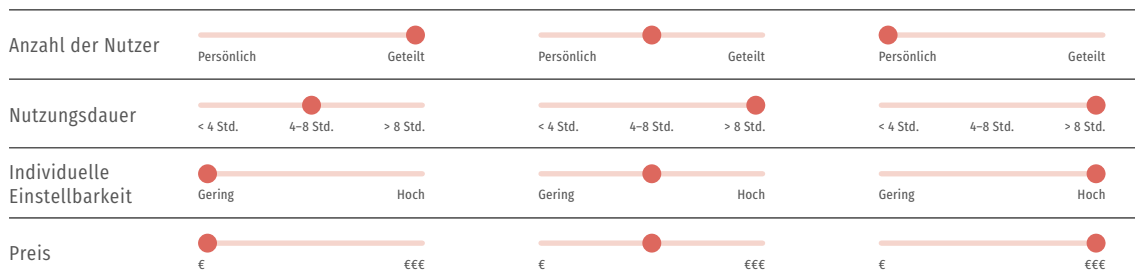 Anzahl der Nutzer
Persönlich Geteilt Persönlich Geteilt Persönlich Geteilt
Nutzungsdauer
< 4 Std. 4–8 Std. > 8 Std. < 4 Std. 4–8 Std. > 8 Std. < 4 Std. 4–8 Std. > 8 Std.
Individuelle
Einstellbarkeit
Gering Hoch Gering Hoch Gering Hoch
Preis
€ €€€ € €€€ € €€€